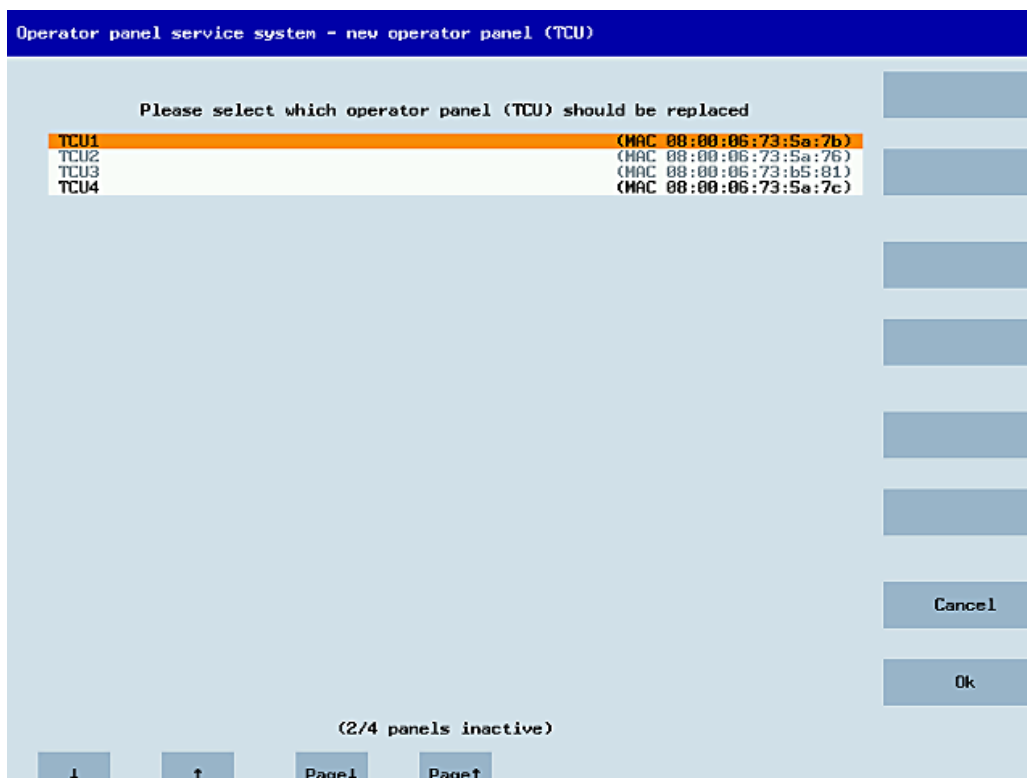 Operator panel service system - new operator panel (TCU)
Please select which operator panel (TCU) should be replaced
TCU1 (MAC 08:00:06:73:5a:7b)
TCU2 (MAC 08:00:06:73:5a:76)
TCU3 (MAC 08:00:06:73:b5:81)
TCU4 (MAC 08:00:06:73:5a:7c)
Cancel
Ok
(2/4 panels inactive)
↓ ↑ Page↓ Page↑